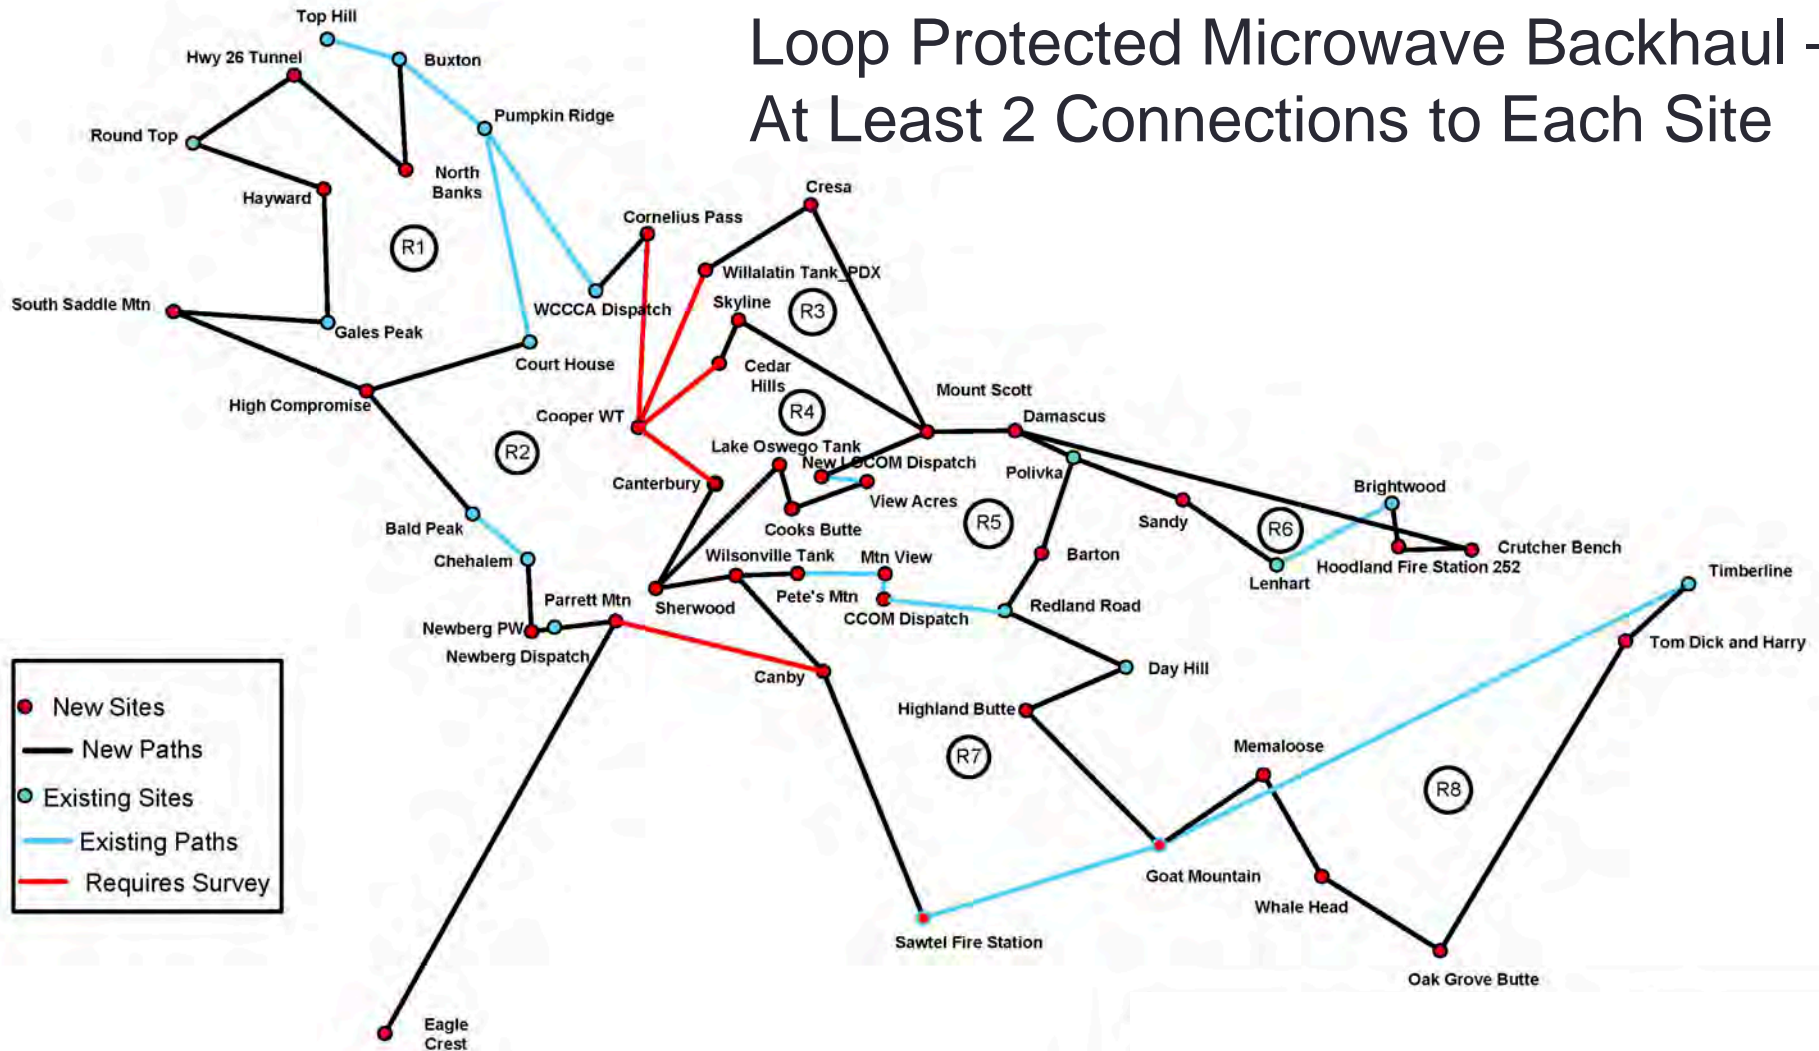 Loop Protected Microwave Backhaul -
At Least 2 Connections to Each Site
Top Hill
Hwy 26 Tunnel
Buxton
Pumpkin Ridge
Round Top
North
Banks
Hayward
R1
Cresa
Cornelius Pass
Willalatin Tank_PDX
South Saddle Mtn
WCCCA Dispatch
Skyline
R3
Gales Peak
Court House
Cedar
Hills
High Compromise
Cooper WT
R4
Mount Scott
Damascus
R2
Lake Oswego Tank
New LOCOM Dispatch
Polivka
Canterbury
View Acres
Brightwood
Bald Peak
Cooks Butte
R5
Sandy
R6
Chehalem
Wilsonville Tank
Mtn View
Barton
Crutcher Bench
Hoodland Fire Station 252
Lenhart
Timberline
Parrett Mtn
Sherwood
Pete's Mtn
CCOM Dispatch
Redland Road
Newberg PW
Newberg Dispatch
Tom Dick and Harry
Canby
Day Hill
Highland Butte
New Sites
New Paths
Existing Sites
Existing Paths
Requires Survey
R7
Memaloose
R8
Goat Mountain
Whale Head
Sawtel Fire Station
Oak Grove Butte
Eagle
Crest